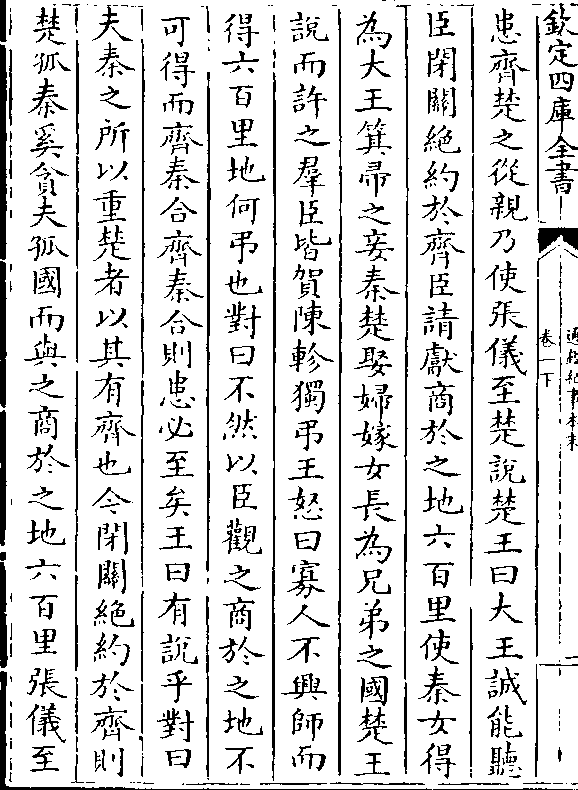 欽定四庫全書
通鑑紀事本末
卷一下
患齊楚之從親乃使張儀至楚說楚王曰大王誠能聽
臣閉關絶約於齊臣請獻商於之地六百里使秦女得
為大王箕帚之妾秦楚娶婦嫁女長為兄弟之國楚王
說而許之羣臣皆賀陳軫獨弔王怒曰寡人不興師而
得六百里地何弔也對曰不然以臣觀之商於之地不
可得而齊秦合齊秦合則患必至矣王曰有說乎對曰
夫秦之所以重楚者以其有齊也今閉關絶約於齊則
楚孤秦奚貪夫孤國而與之商於之地六百里張儀至